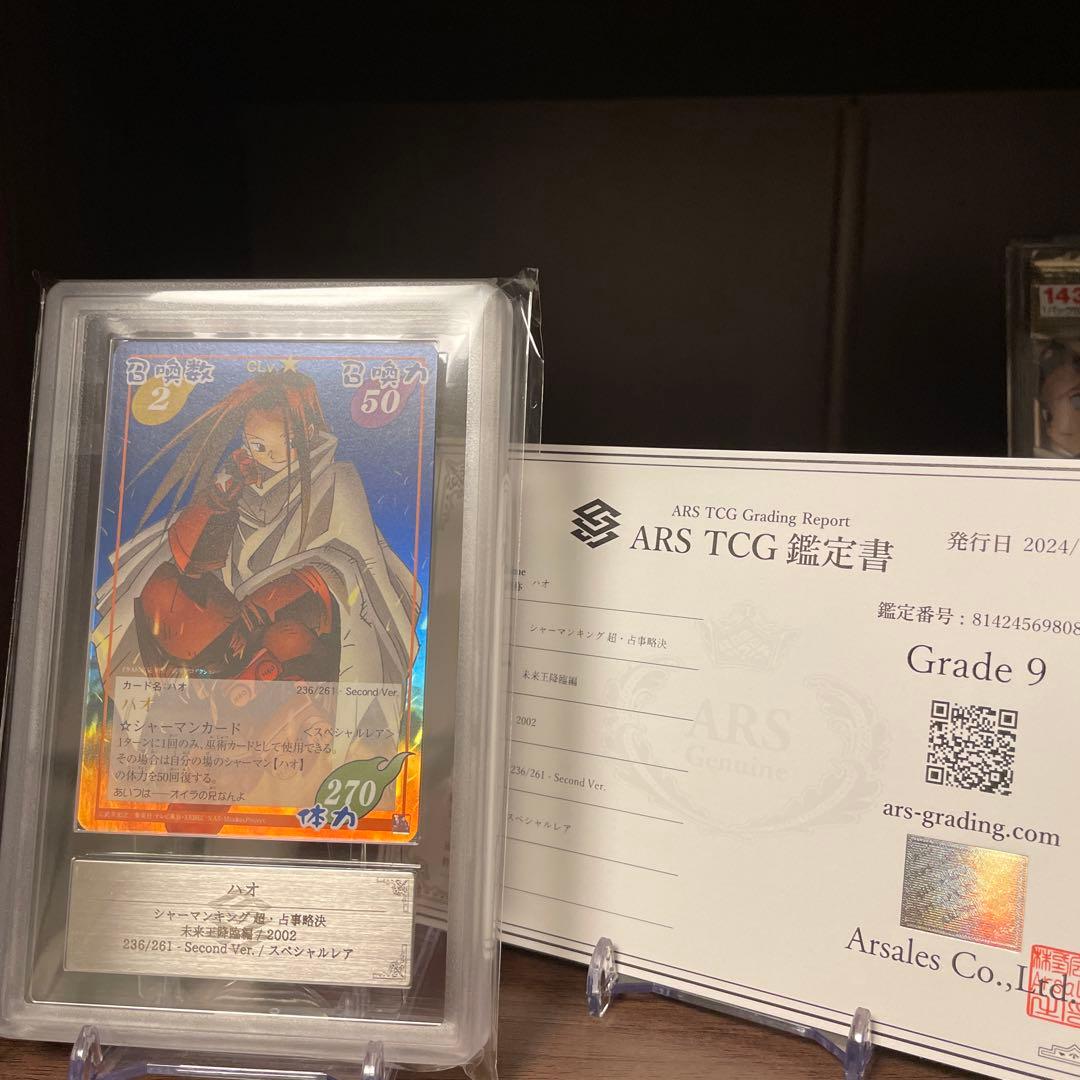 召喚数
2
CLv.★
召喚力
50
カード名:ハオ
236/261 - Second Ver.
ハオ
☆シャーマンカード
<スペシャルレア>
1ターンに1回のみ、巫術カードとして使用できる。
その場合は自分の場のシャーマン【ハオ】
の体力を50回復する。
あいつは——オイラの兄なんよ
270
体力
ハオ
シャーマンキング 超・占事略決
未来王降臨編 / 2002
236/261 - Second Ver. / スペシャルレア
ARS TCG Grading Report
ARS TCG 鑑定書
発行日 2024/
鑑定番号 : 81424569808
Grade 9
ハオ
シャーマンキング 超・占事略決
未来王降臨編
2002
236/261 - Second Ver.
スペシャルレア
ARS
Genuine
ars-grading.com
Arsales Co.,Ltd.
143